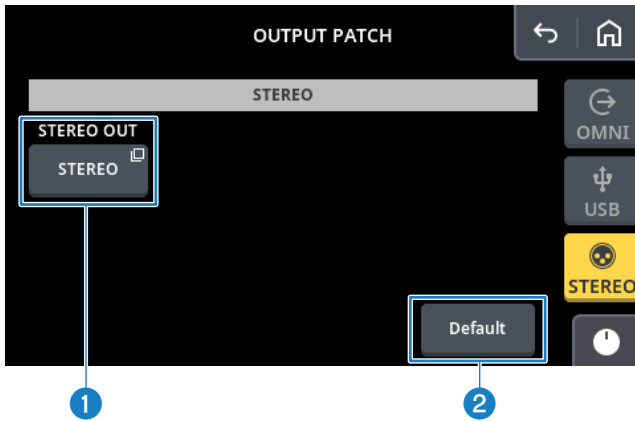 OUTPUT PATCH
STEREO
STEREO OUT
STEREO
OMNI
USB
STEREO
Default
1
2